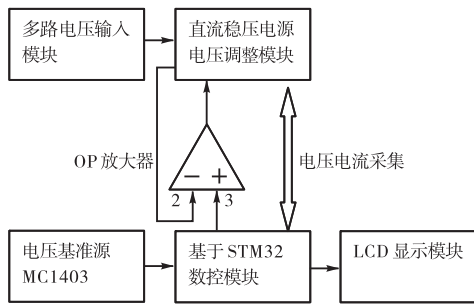 多路电压输入
模块
直流稳压电源
电压调整模块
OP 放大器
电压电流采集
− +
2
3
电压基准源
MC1403
基于 STM32
数控模块
LCD 显示模块